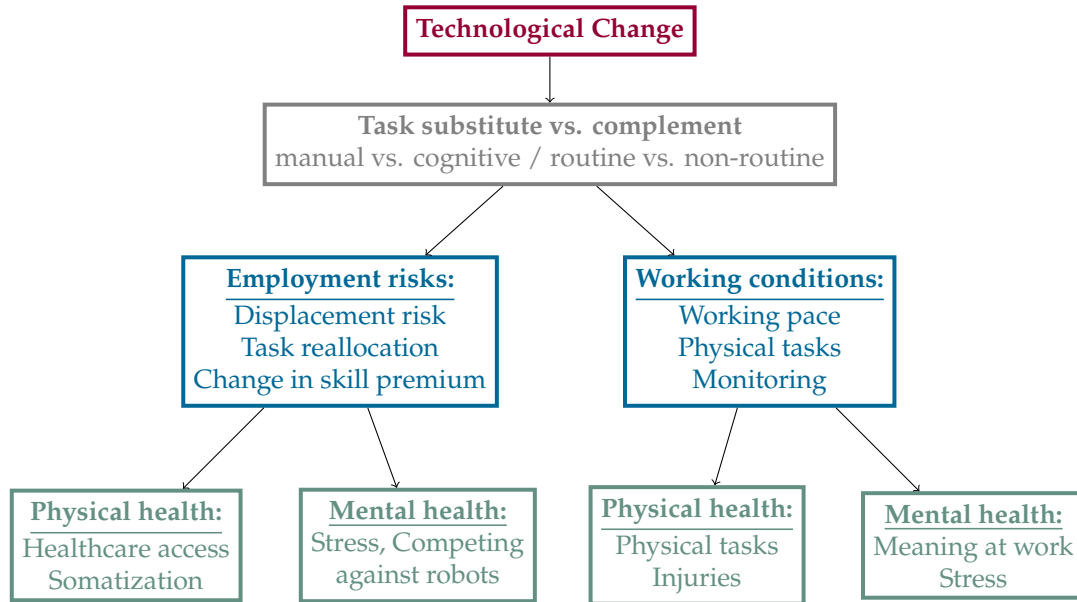 Technological Change
Task substitute vs. complement
manual vs. cognitive / routine vs. non-routine
Employment risks:
Displacement risk
Task reallocation
Change in skill premium
Working conditions:
Working pace
Physical tasks
Monitoring
Physical health:
Healthcare access
Somatization
Mental health:
Stress, Competing
against robots
Physical health:
Physical tasks
Injuries
Mental health:
Meaning at work
Stress